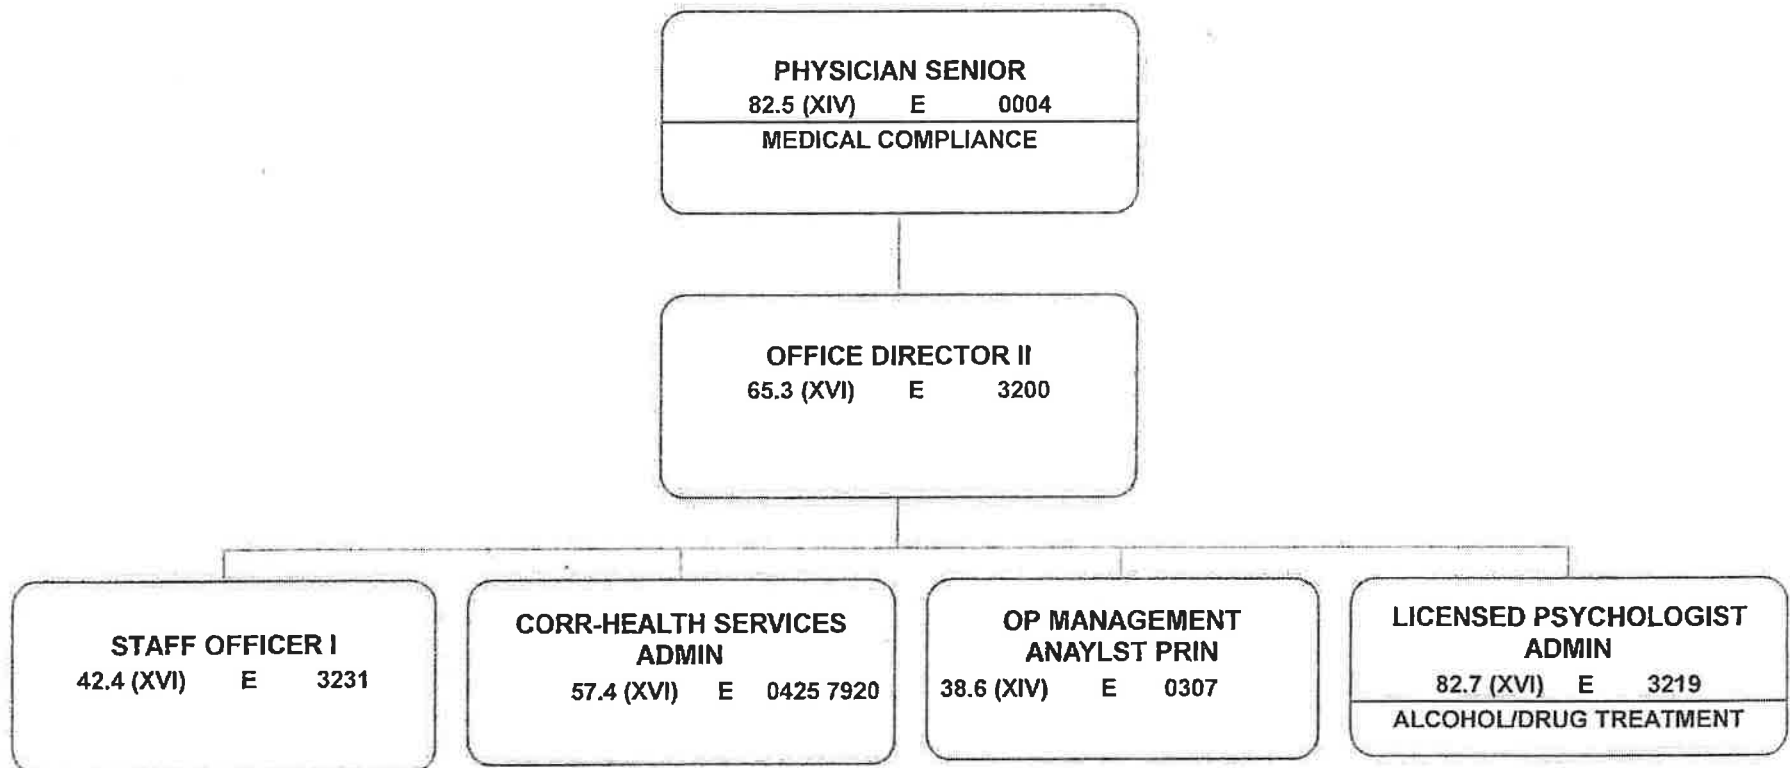 PHYSICIAN SENIOR
82.5 (XIV) E 0004
MEDICAL COMPLIANCE
OFFICE DIRECTOR II
65.3 (XVI) E 3200
STAFF OFFICER I
42.4 (XVI) E 3231
CORR-HEALTH SERVICES
ADMIN
57.4 (XVI) E 0425 7920
OP MANAGEMENT
ANAYLST PRIN
38.6 (XIV) E 0307
LICENSED PSYCHOLOGIST
ADMIN
82.7 (XVI) E 3219
ALCOHOL/DRUG TREATMENT